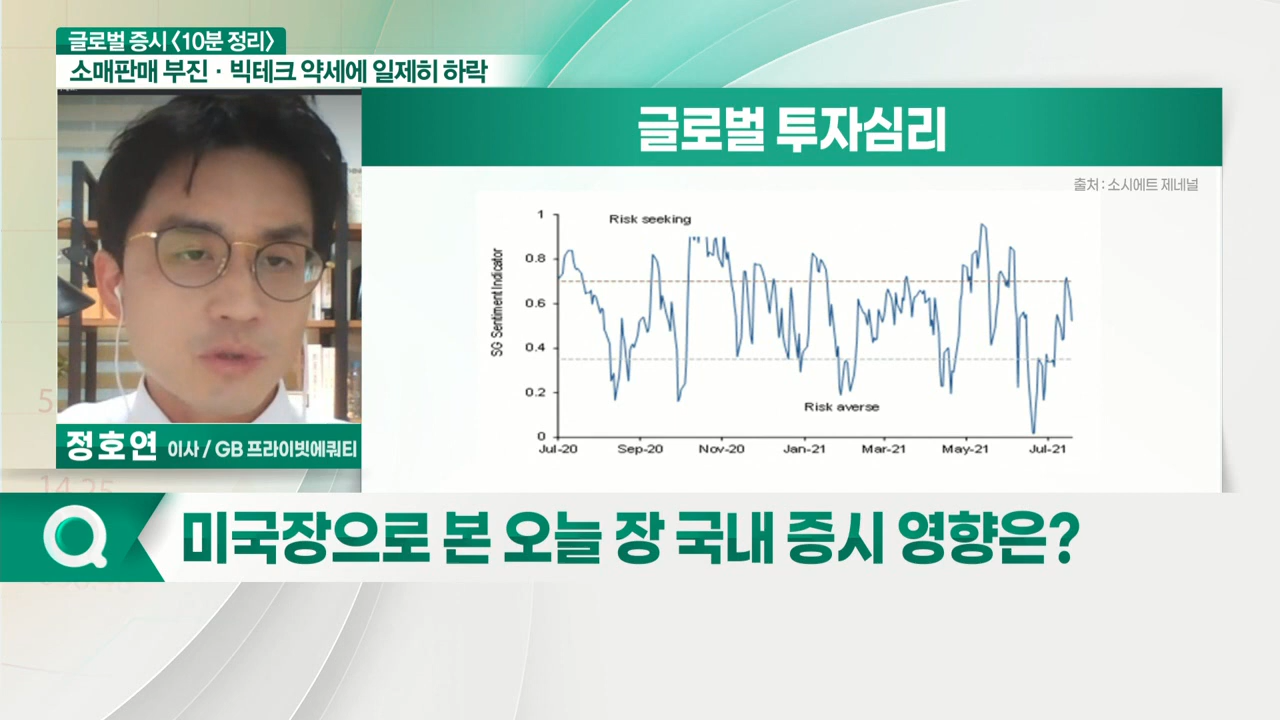 글로벌 증시 <10분 정리>
소매판매 부진 · 빅테크 약세에 일제히 하락
글로벌 투자심리
출처 : 소시에트 제네널
Risk seeking
SG Sentiment Indicator
1
0.8
0.6
0.4
0.2
0
Risk averse
Jul-20 Sep-20 Nov-20 Jan-21 Mar-21 May-21 Jul-21
정호연 이사 / GB 프라이빗에쿼티
Q 미국장으로 본 오늘 장 국내 증시 영향은?